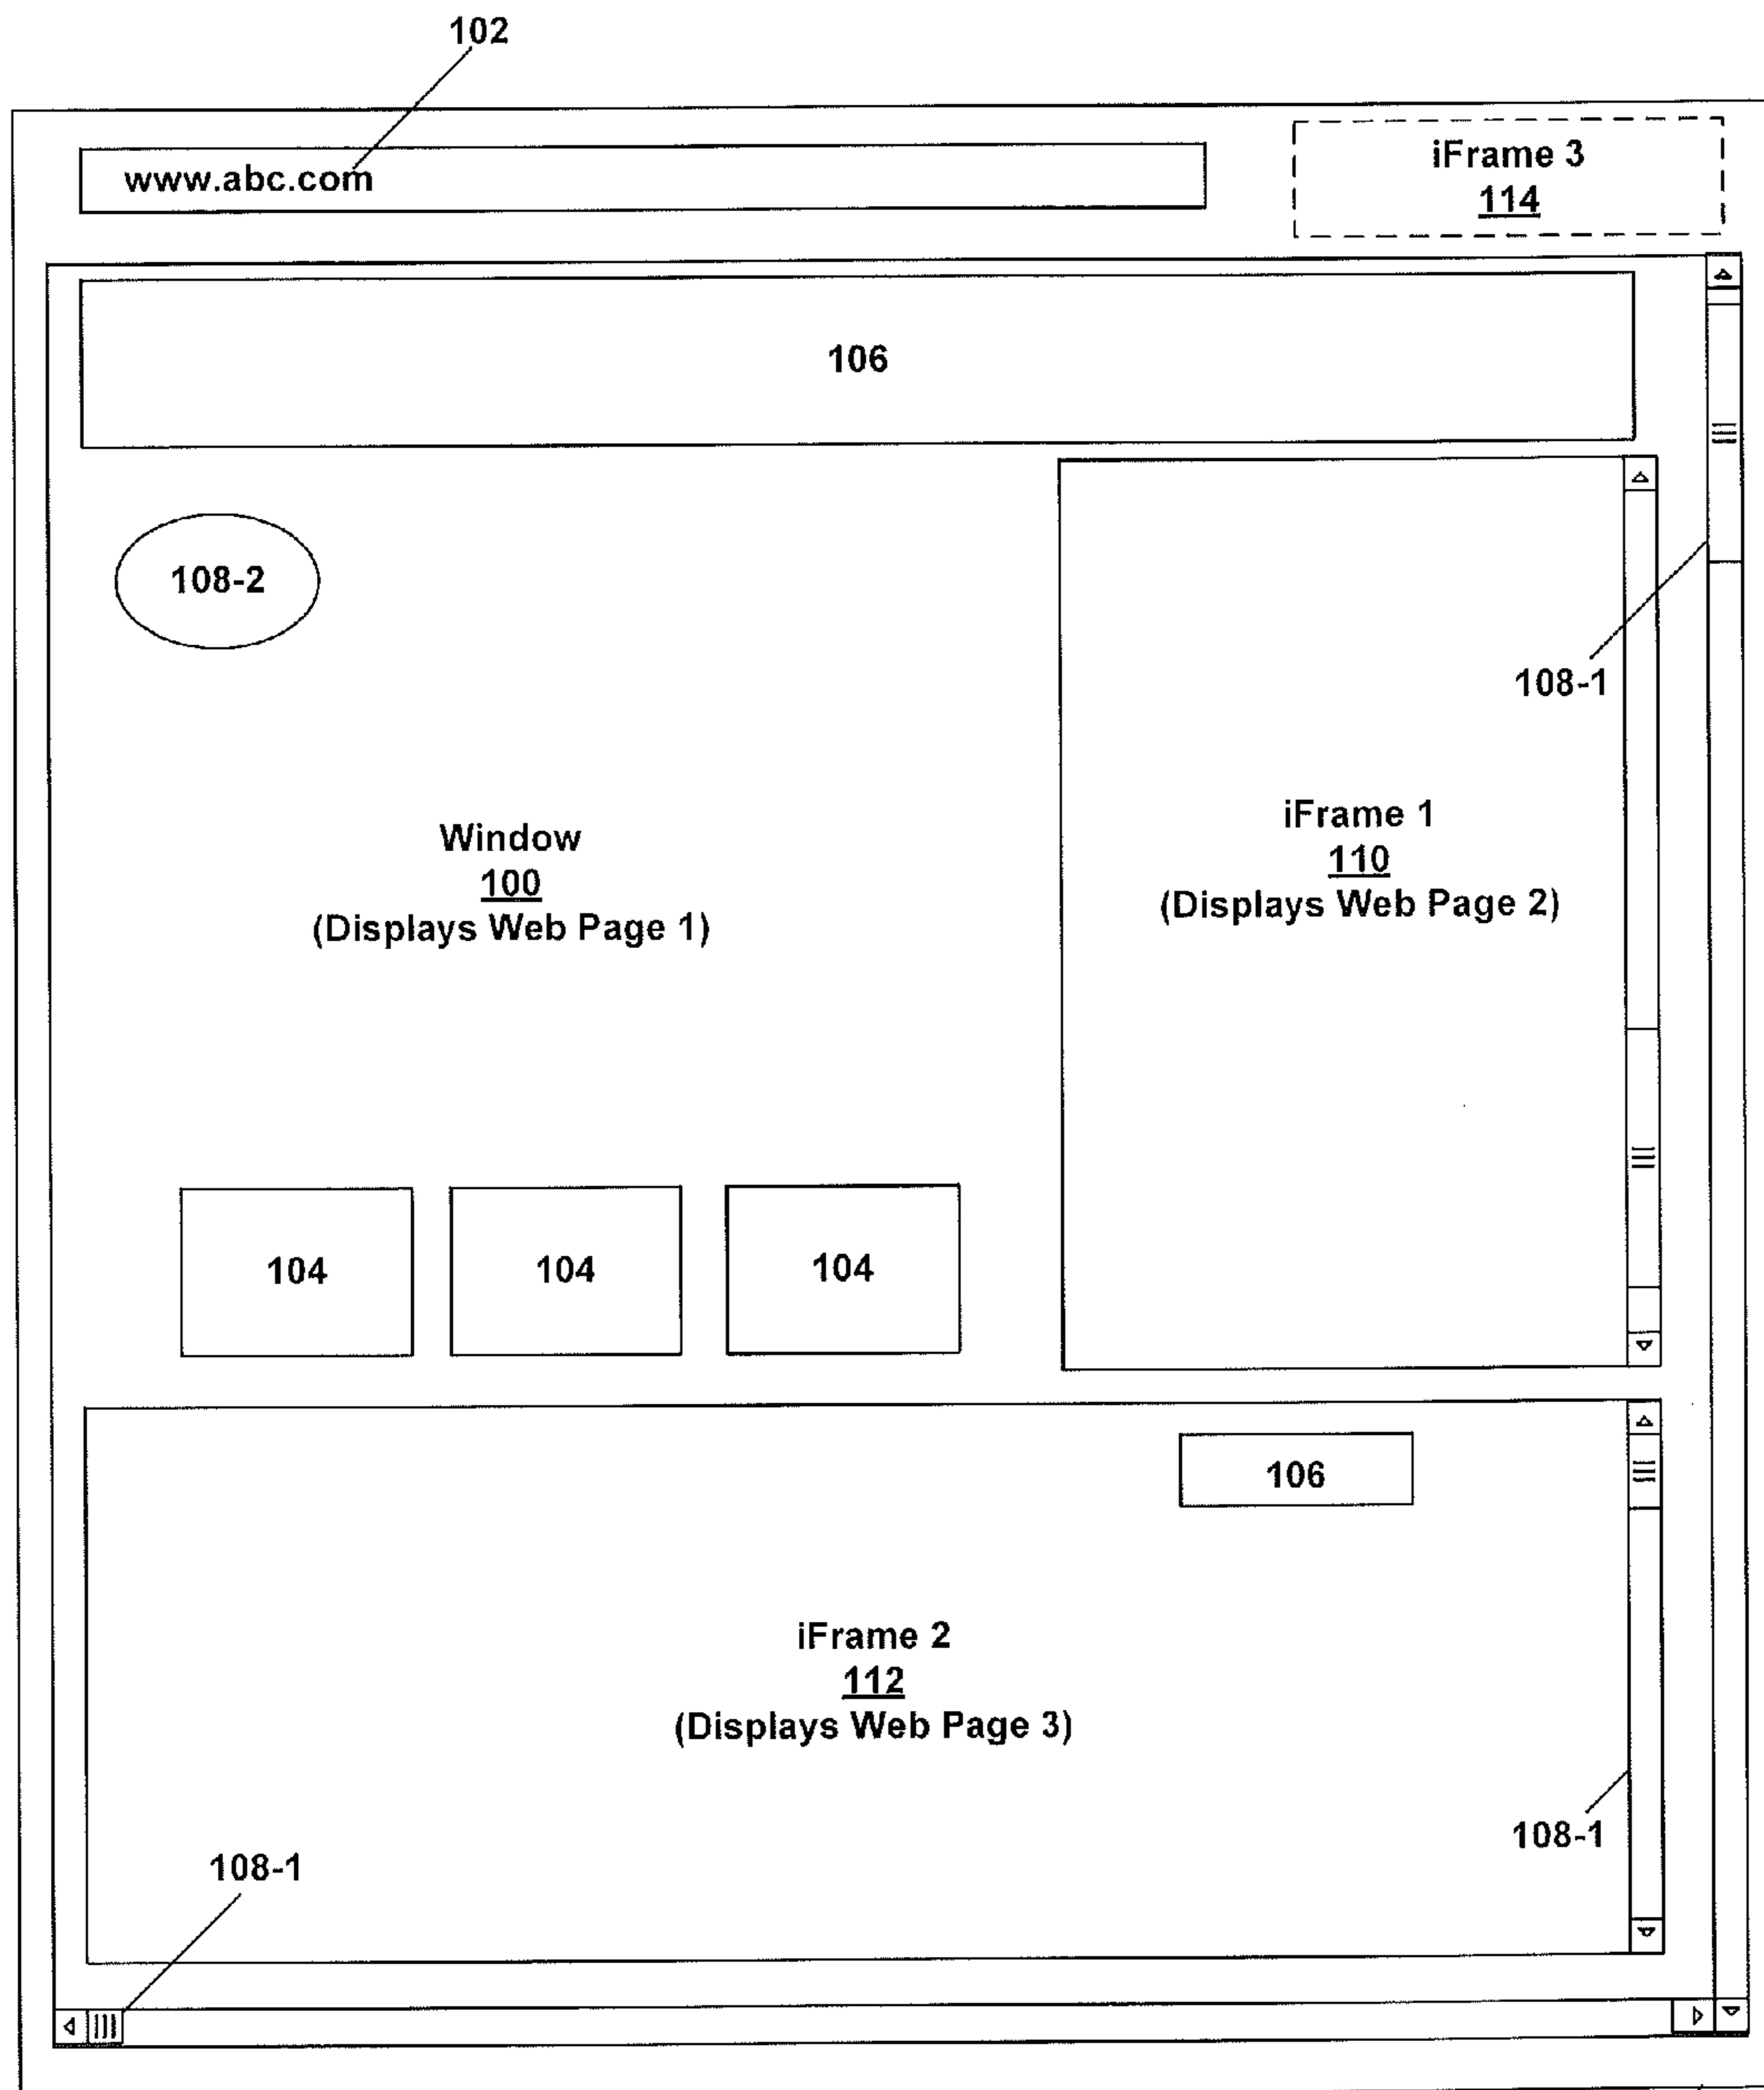 102
www.abc.com
iFrame 3
114
106
108-2
108-1
Window
100
(Displays Web Page 1)
iFrame 1
110
(Displays Web Page 2)
104
104
104
106
iFrame 2
112
(Displays Web Page 3)
108-1
108-1